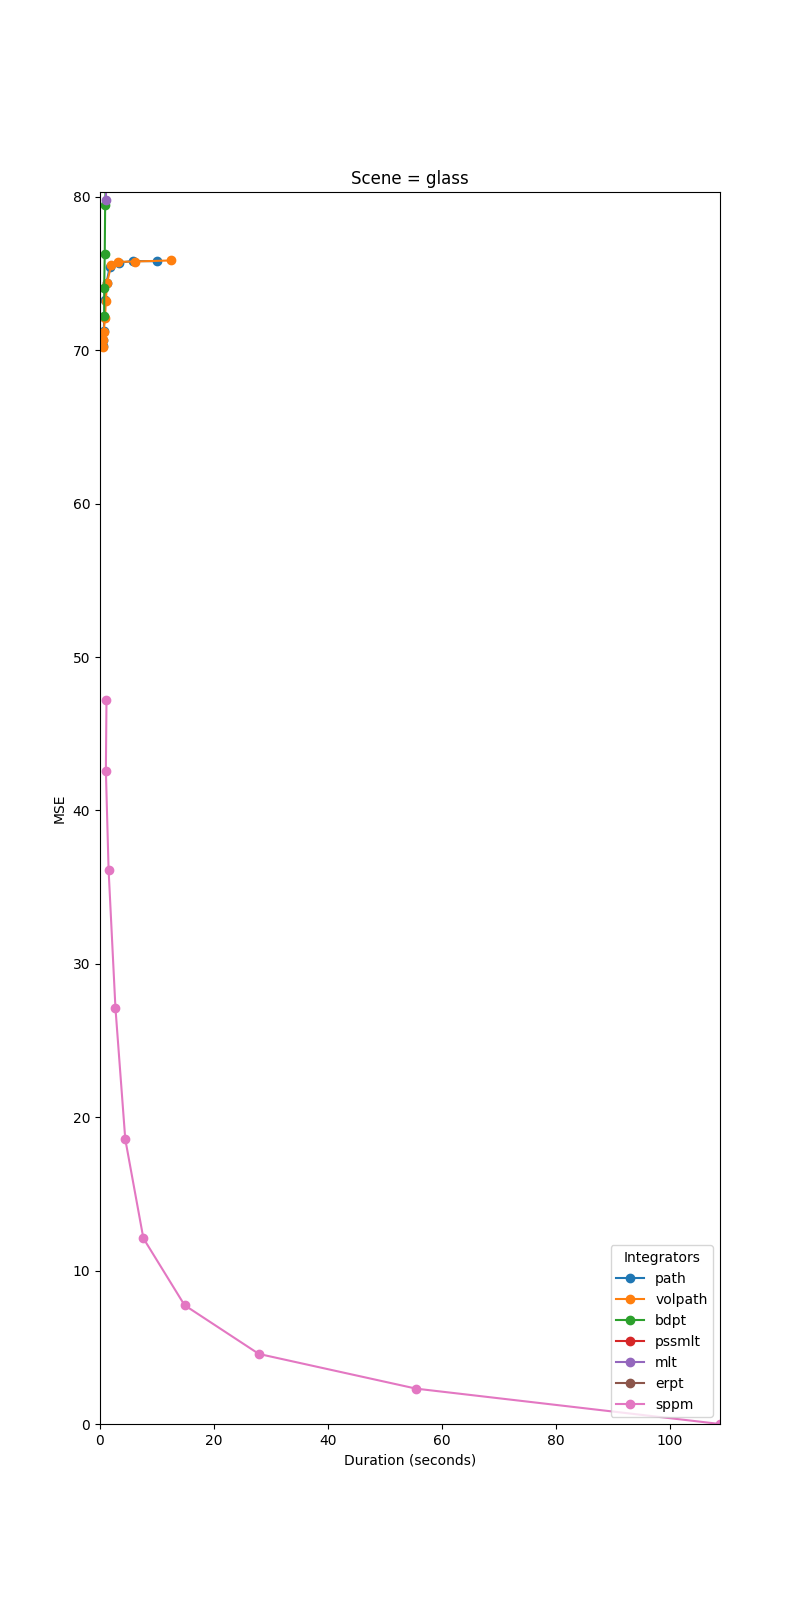 Scene = glass
80
70
60
50
40
30
20
10
0
MSE
0 20 40 60 80 100
Duration (seconds)
Integrators
path
volpath
bdpt
pssmlt
mlt
erpt
sppm